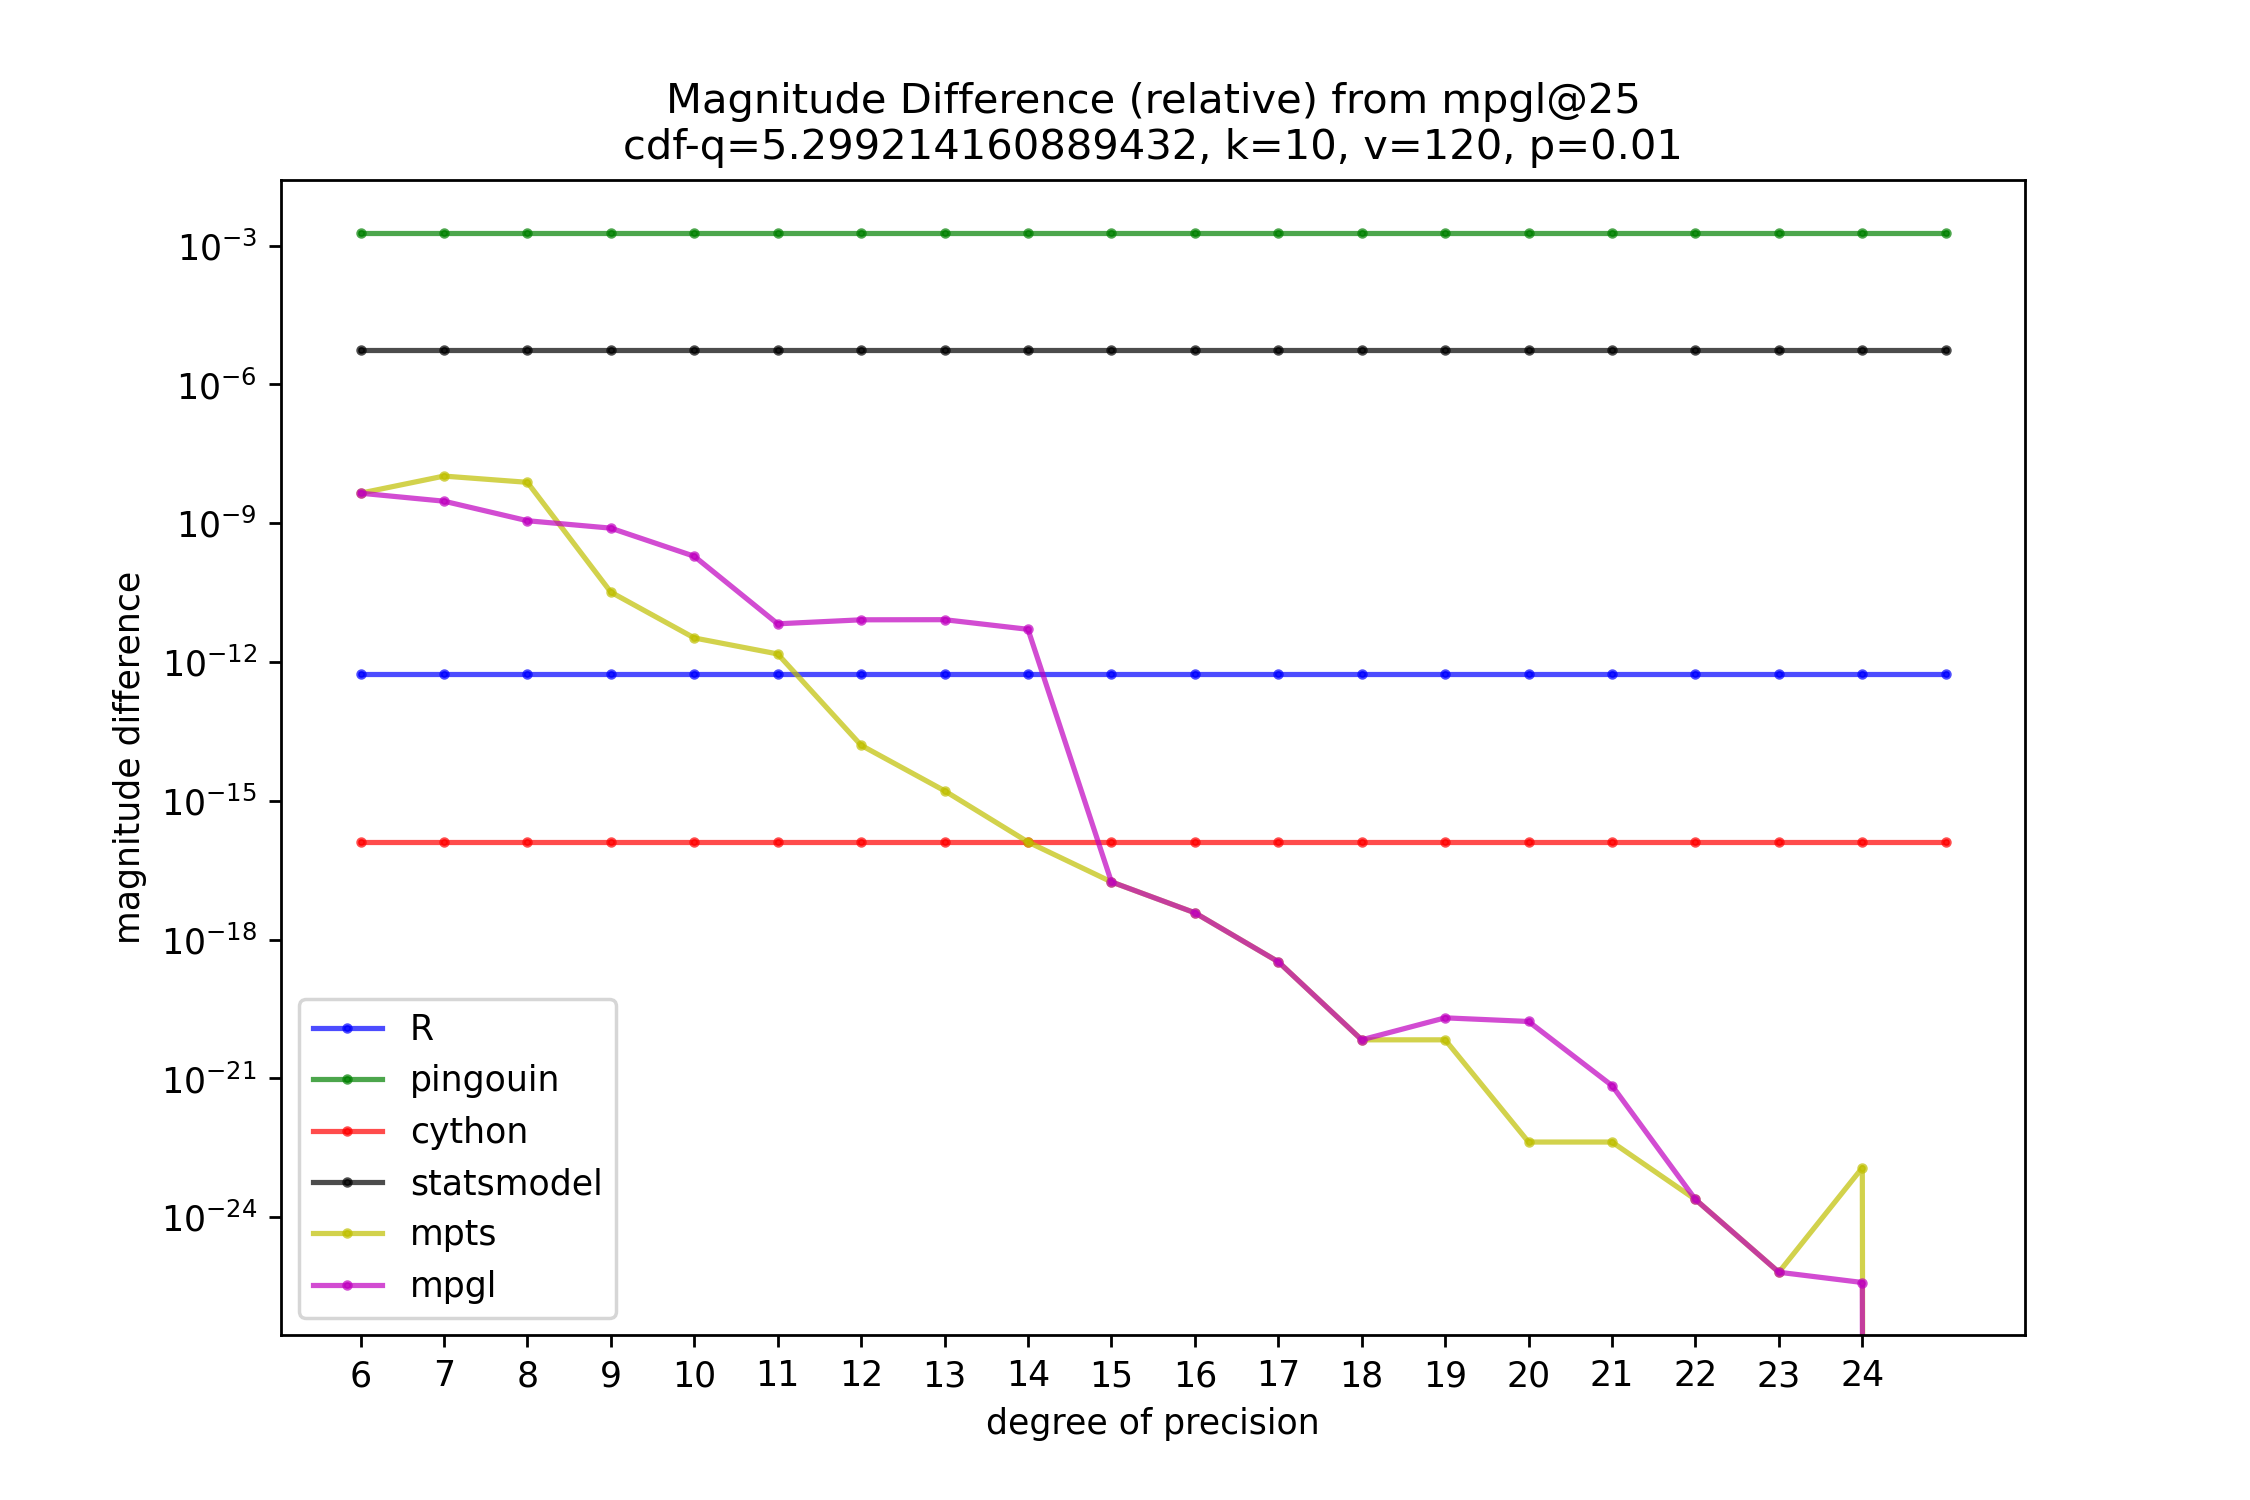 Magnitude Difference (relative) from mpgl@25
cdf-q=5.299214160889432, k=10, v=120, p=0.01
magnitude difference
10⁻³
10⁻⁶
10⁻⁹
10⁻¹²
10⁻¹⁵
10⁻¹⁸
10⁻²¹
10⁻²⁴
R
pingouin
cython
statsmodel
mpts
mpgl
6 7 8 9 10 11 12 13 14 15 16 17 18 19 20 21 22 23 24
degree of precision